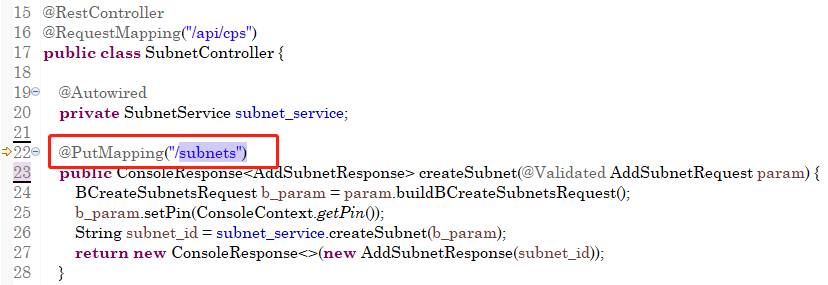 15 @RestController
16 @RequestMapping("/api/cps")
17 public class SubnetController {
18
19 @Autowired
20 private SubnetService subnet_service;
21
22 @PutMapping("/subnets")
23 public ConsoleResponse<AddSubnetResponse> createSubnet(@Validated AddSubnetRequest param) {
24 BCreateSubnetsRequest b_param = param.buildBCreateSubnetsRequest();
25 b_param.setPin(ConsoleContext.getPin());
26 String subnet_id = subnet_service.createSubnet(b_param);
27 return new ConsoleResponse<>(new AddSubnetResponse(subnet_id));
28 }